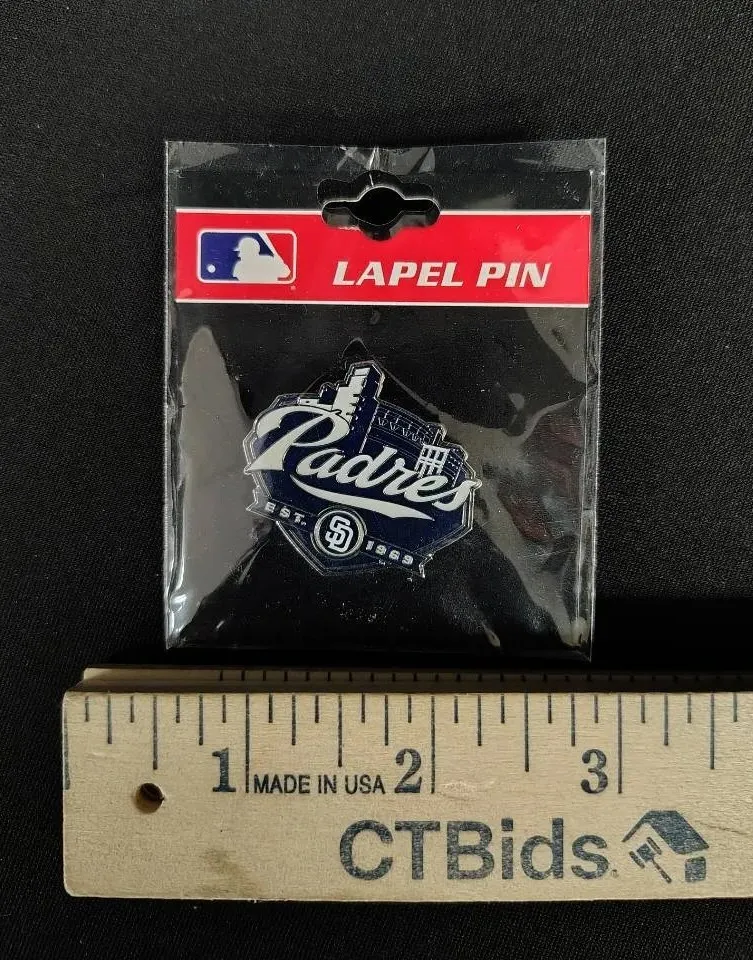 LAPEL PIN
Padres
EST. SD 1969
1 MADE IN USA 2 3
CTBids.